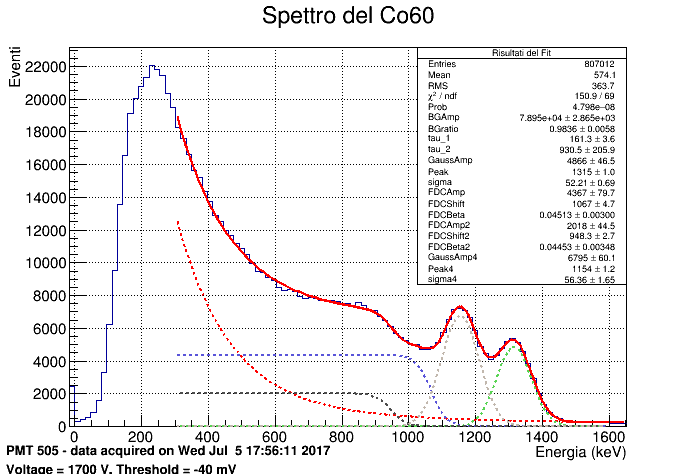 Spettro del Co60
Eventi
22000
20000
18000
16000
14000
12000
10000
8000
6000
4000
2000
0
0 200 400 600 800 1000 1200 1400 1600
Energia (keV)
Risultati del Fit
Entries 807012
Mean 574.1
RMS 363.7
χ² / ndf 150.9 / 69
Prob 4.798e−08
BGAmp 7.895e+04 ± 2.865e+03
BGratio 0.9836 ± 0.0058
tau_1 161.3 ± 3.6
tau_2 930.5 ± 205.9
GaussAmp 4866 ± 46.5
Peak 1315 ± 1.0
sigma 52.21 ± 0.69
FDCAmp 4367 ± 79.7
FDCShift 1067 ± 4.7
FDCBeta 0.04513 ± 0.00300
FDCAmp2 2018 ± 44.5
FDCShift2 948.3 ± 2.7
FDCBeta2 0.04453 ± 0.00348
GaussAmp4 6795 ± 60.1
Peak4 1154 ± 1.2
sigma4 56.36 ± 1.65
PMT 505 - data acquired on Wed Jul 5 17:56:11 2017
Voltage = 1700 V, Threshold = -40 mV